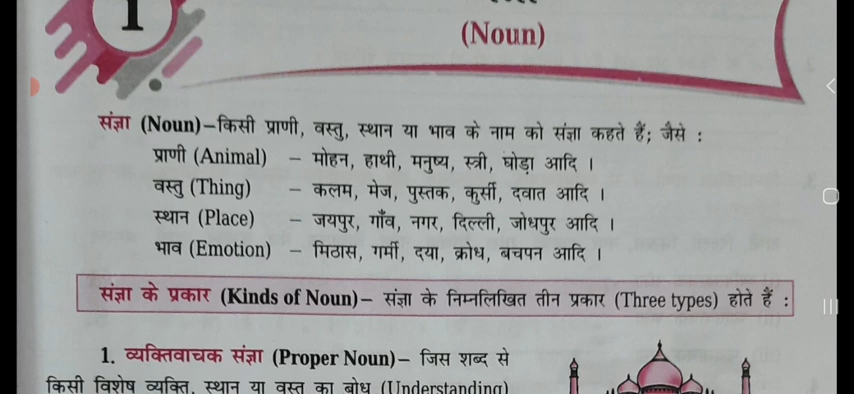 1
(Noun)
संज्ञा (Noun)–किसी प्राणी, वस्तु, स्थान या भाव के नाम को संज्ञा कहते हैं; जैसे :
प्राणी (Animal) – मोहन, हाथी, मनुष्य, स्त्री, घोड़ा आदि ।
वस्तु (Thing) – कलम, मेज, पुस्तक, कुर्सी, दवात आदि ।
स्थान (Place) – जयपुर, गाँव, नगर, दिल्ली, जोधपुर आदि ।
भाव (Emotion) – मिठास, गर्मी, दया, क्रोध, बचपन आदि ।
संज्ञा के प्रकार (Kinds of Noun)– संज्ञा के निम्नलिखित तीन प्रकार (Three types) होते हैं :
1. व्यक्तिवाचक संज्ञा (Proper Noun)– जिस शब्द से
किसी विशेष व्यक्ति, स्थान या वस्तु का बोध (Understanding)